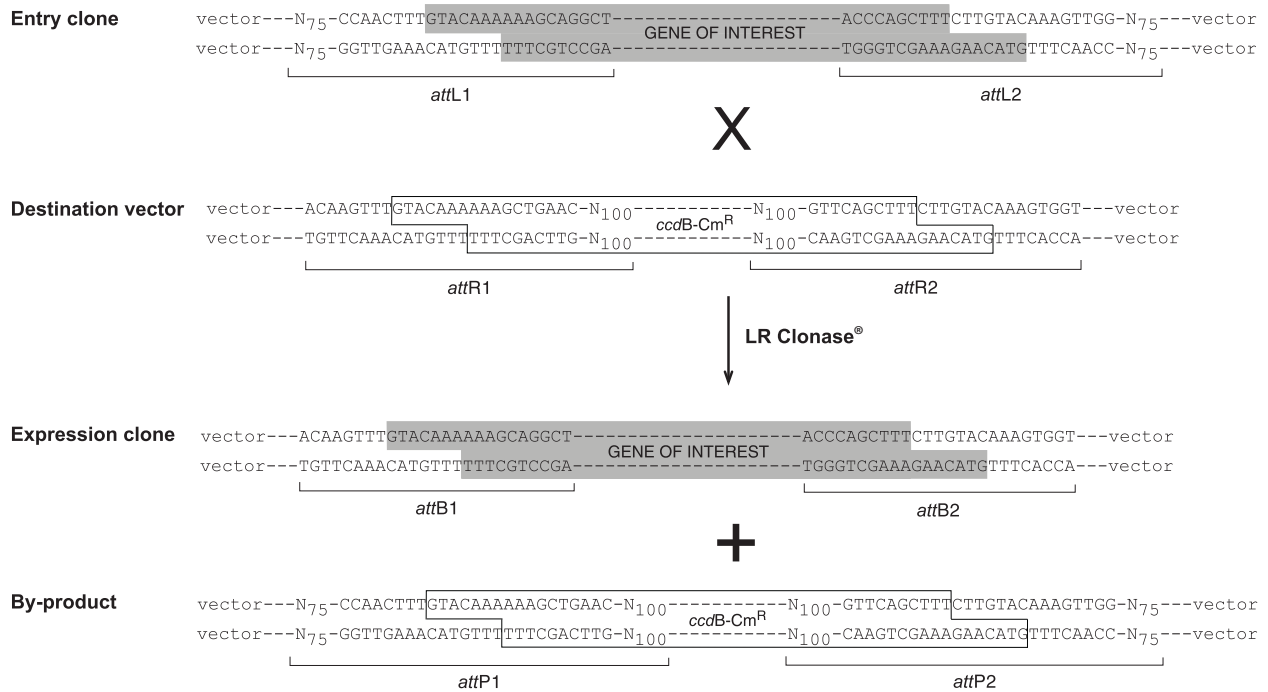 Entry clone vector---N75-CCAACTTTGTACAAAAAAGCAGGCT--------------------ACCCAGCTTTCTTGTACAAAGTTGG-N75---vector
GENE OF INTEREST
vector---N75-GGTTGAAACATGTTTTTTCGTCCGA--------------------TGGGTCGAAAGAACATGTTTCAACC-N75---vector
attL1 attL2
X
Destination vector vector---ACAAGTTTGTACAAAAAAGCTGAAC-N100----------N100-GTTCAGCTTTCTTGTACAAAGTGGT---vector
ccdB-CmR
vector---TGTTCAAACATGTTTTTTCGACTTG-N100----------N100-CAAGTCGAAAGAACATGTTTCACCA---vector
attR1 attR2
LR Clonase®
Expression clone vector---ACAAGTTTGTACAAAAAAGCAGGCT--------------------ACCCAGCTTTCTTGTACAAAGTGGT---vector
GENE OF INTEREST
vector---TGTTCAAACATGTTTTTTCGTCCGA--------------------TGGGTCGAAAGAACATGTTTCACCA---vector
attB1 attB2
+
By-product vector---N75-CCAACTTTGTACAAAAAAGCTGAAC-N100----------N100-GTTCAGCTTTCTTGTACAAAGTTGG-N75---vector
ccdB-CmR
vector---N75-GGTTGAAACATGTTTTTTCGACTTG-N100----------N100-CAAGTCGAAAGAACATGTTTCAACC-N75---vector
attP1 attP2